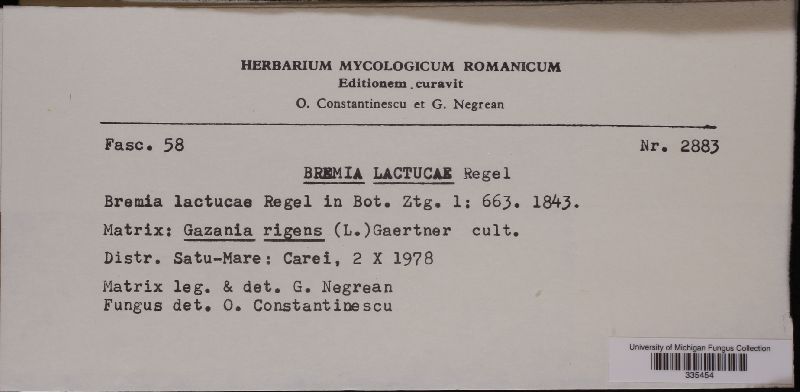 HERBARIUM MYCOLOGICUM ROMANICUM
Editionem curavit
O. Constantinescu et G. Negrean
Fasc. 58 Nr. 2883
BREMIA LACTUCAE Regel
Bremia lactucae Regel in Bot. Ztg. 1: 663. 1843.
Matrix: Gazania rigens (L.)Gaertner cult.
Distr. Satu-Mare: Carei, 2 X 1978
Matrix leg. & det. G. Negrean
Fungus det. O. Constantinescu
University of Michigan Fungus Collection
335454